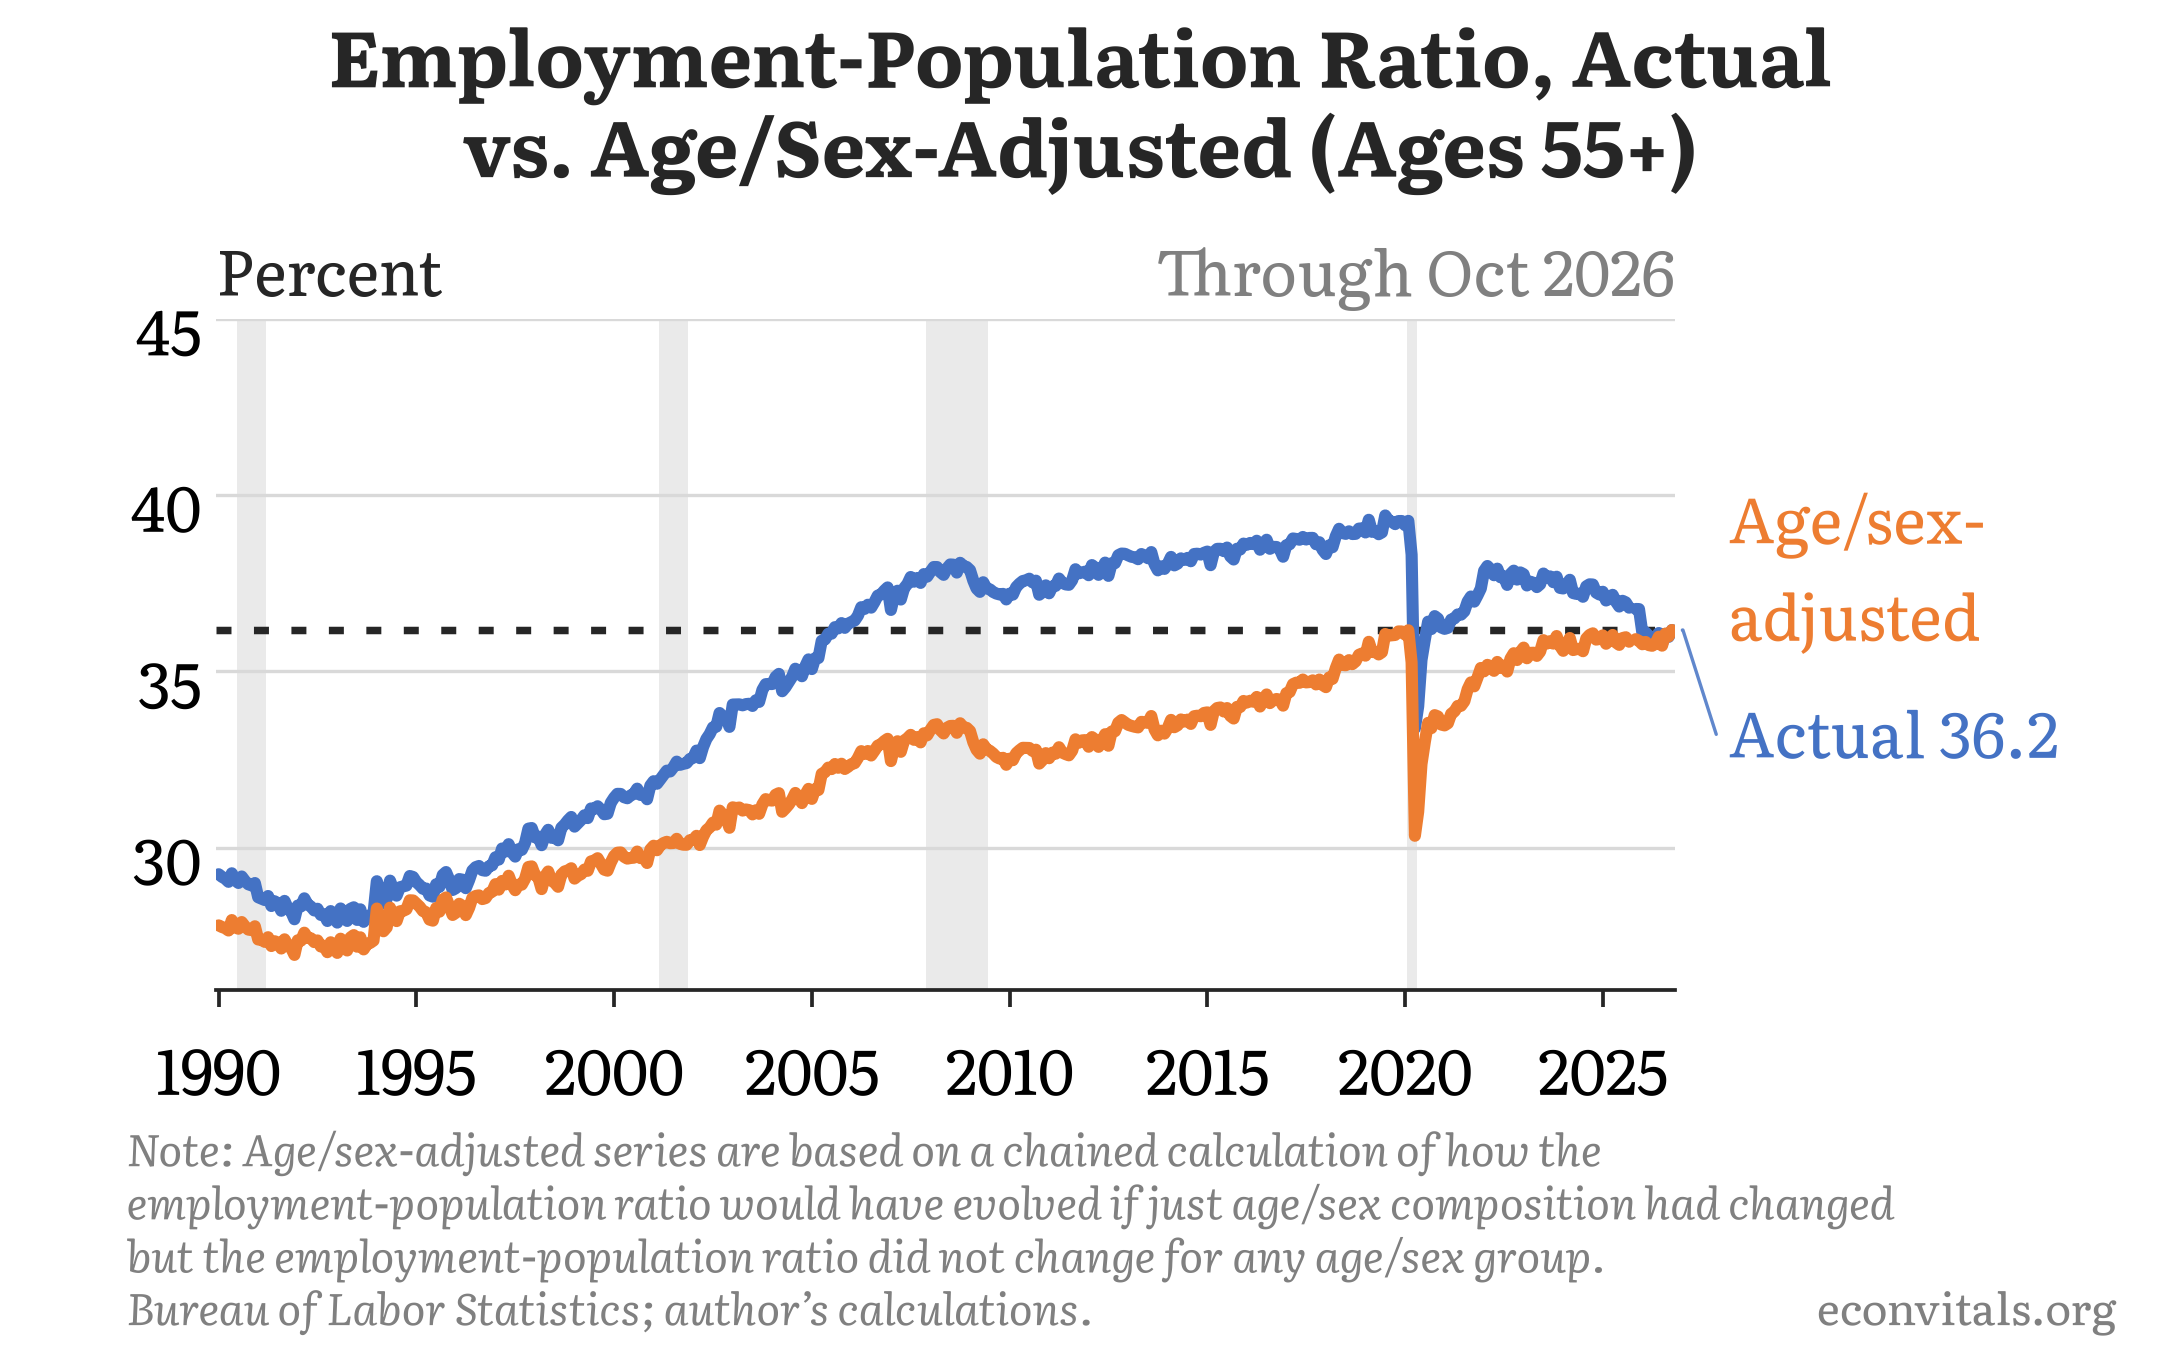 Employment-Population Ratio, Actual
vs. Age/Sex-Adjusted (Ages 55+)
Percent
Through Oct 2026
45
40
35
30
Age/sex-
adjusted
Actual 36.2
1990 1995 2000 2005 2010 2015 2020 2025
Note: Age/sex-adjusted series are based on a chained calculation of how the
employment-population ratio would have evolved if just age/sex composition had changed
but the employment-population ratio did not change for any age/sex group.
Bureau of Labor Statistics; author’s calculations.
econvitals.org